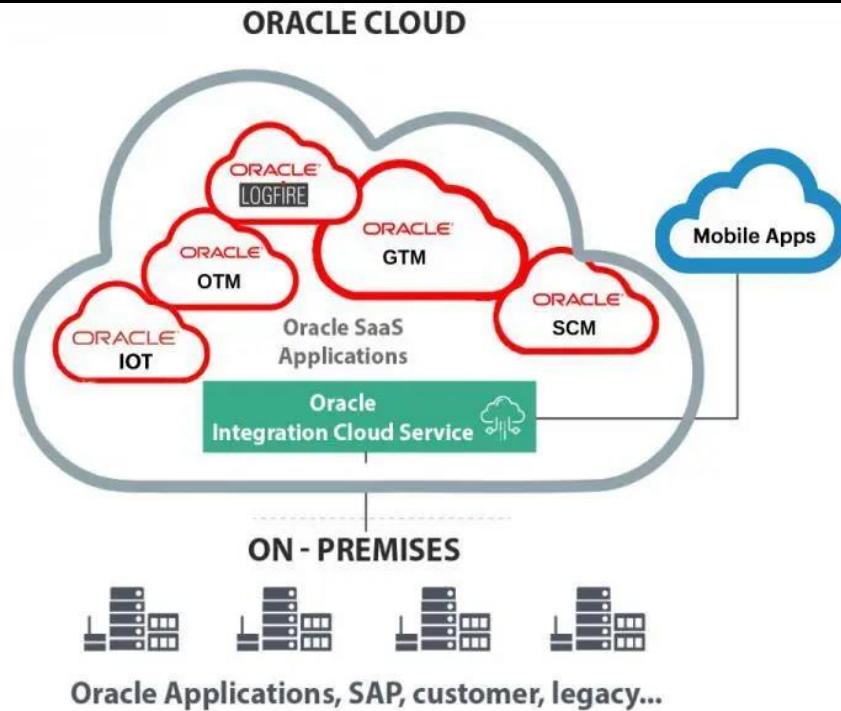 ORACLE CLOUD
ORACLE
LOGFIRE
ORACLE
GTM
ORACLE
OTM
ORACLE
SCM
ORACLE
IOT
Mobile Apps
Oracle SaaS
Applications
Oracle
Integration Cloud Service
ON - PREMISES
Oracle Applications, SAP, customer, legacy...